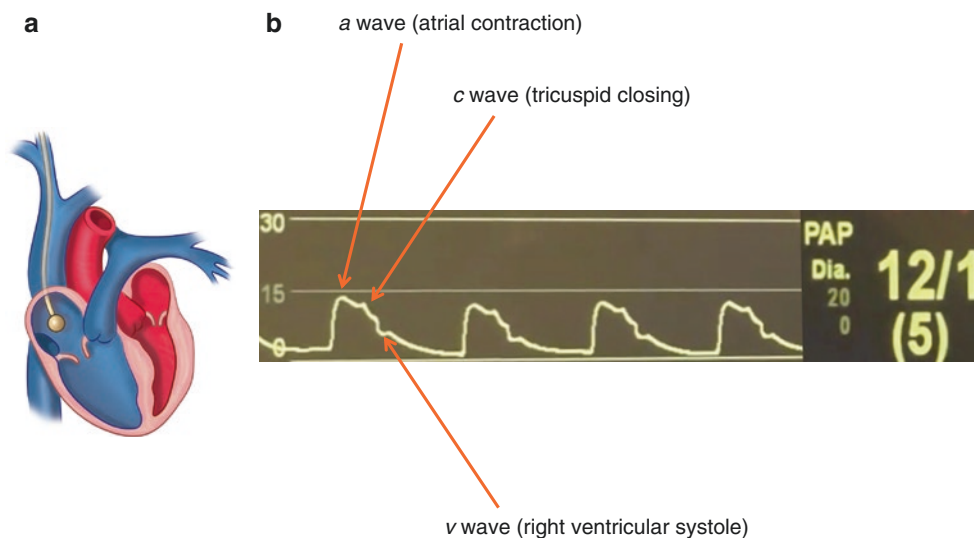 a
b
a wave (atrial contraction)
c wave (tricuspid closing)
30
15
0
PAP
Dia.
20
0
12/1
(5)
v wave (right ventricular systole)